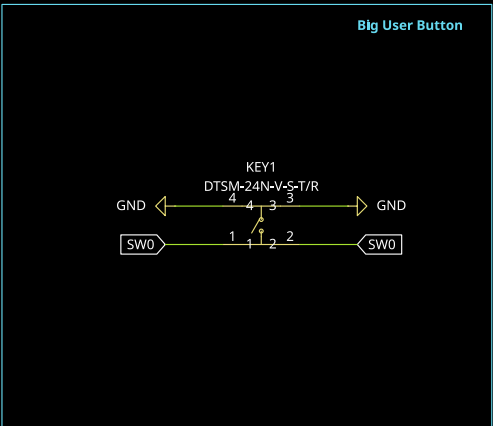 Big User Button
KEY1
DTSM-24N-V-S-T/R
4 3
GND 4 3 GND
1 2
SW0 1 2 SW0